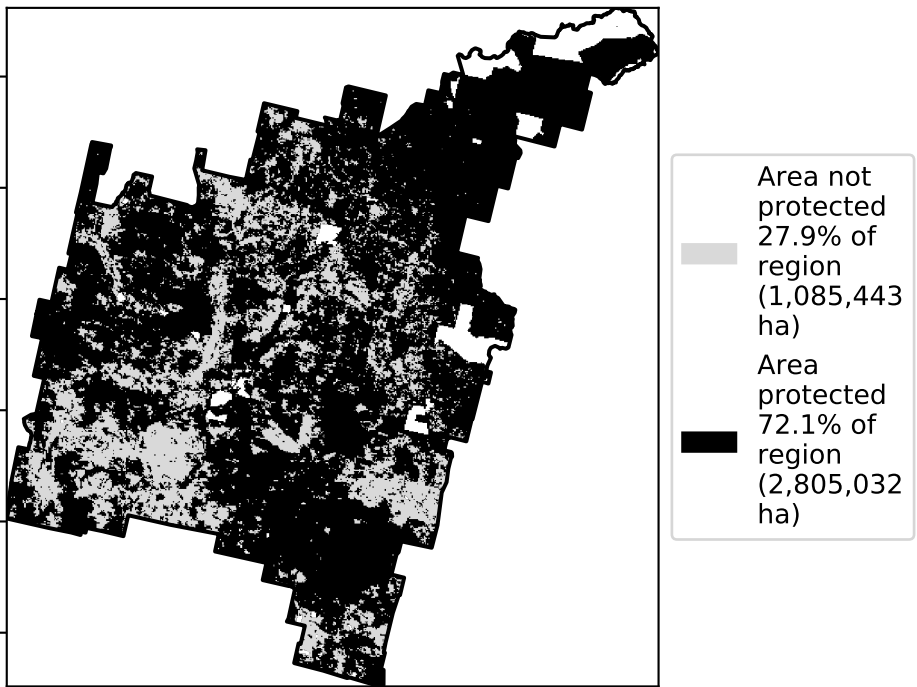 Area not
protected
27.9% of
region
(1,085,443
ha)
Area
protected
72.1% of
region
(2,805,032
ha)